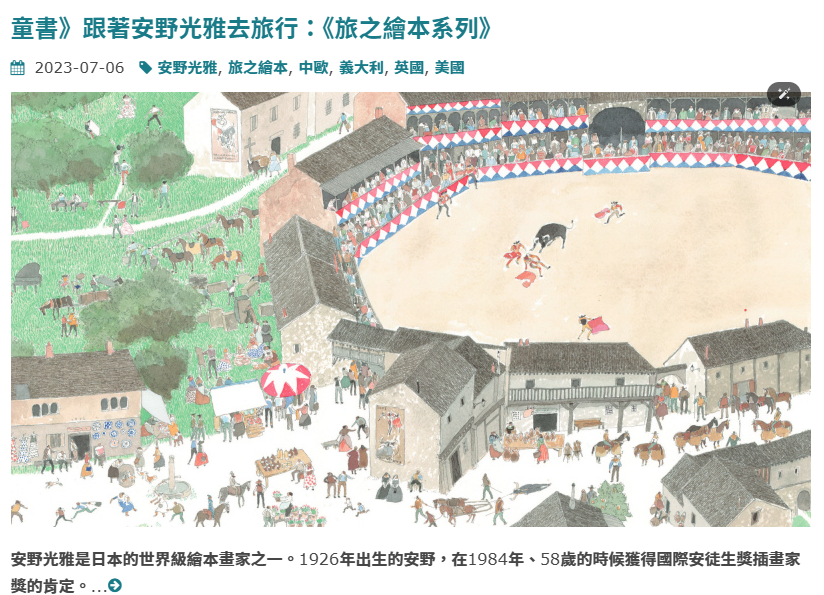 童書》跟著安野光雅去旅行：《旅之繪本系列》
2023-07-06 安野光雅, 旅之繪本, 中歐, 義大利, 英國, 美國
安野光雅是日本的世界級繪本畫家之一。1926年出生的安野，在1984年、58歲的時候獲得國際安徒生獎插畫家
獎的肯定。...